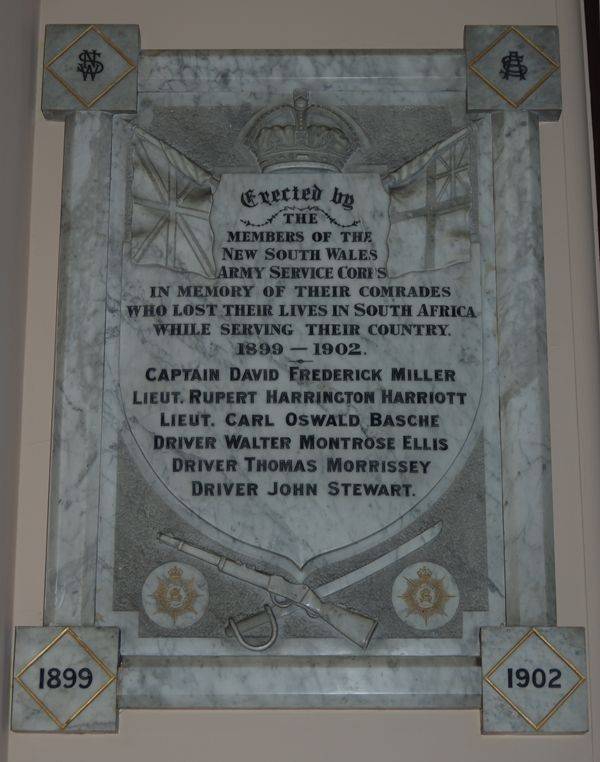 NSW
Erected by
THE
MEMBERS OF THE
NEW SOUTH WALES
ARMY SERVICE CORPS
IN MEMORY OF THEIR COMRADES
WHO LOST THEIR LIVES IN SOUTH AFRICA
WHILE SERVING THEIR COUNTRY.
1899 — 1902.
CAPTAIN DAVID FREDERICK MILLER
LIEUT. RUPERT HARRINGTON HARRIOTT
LIEUT. CARL OSWALD BASCHE
DRIVER WALTER MONTROSE ELLIS
DRIVER THOMAS MORRISSEY
DRIVER JOHN STEWART.
1899
1902